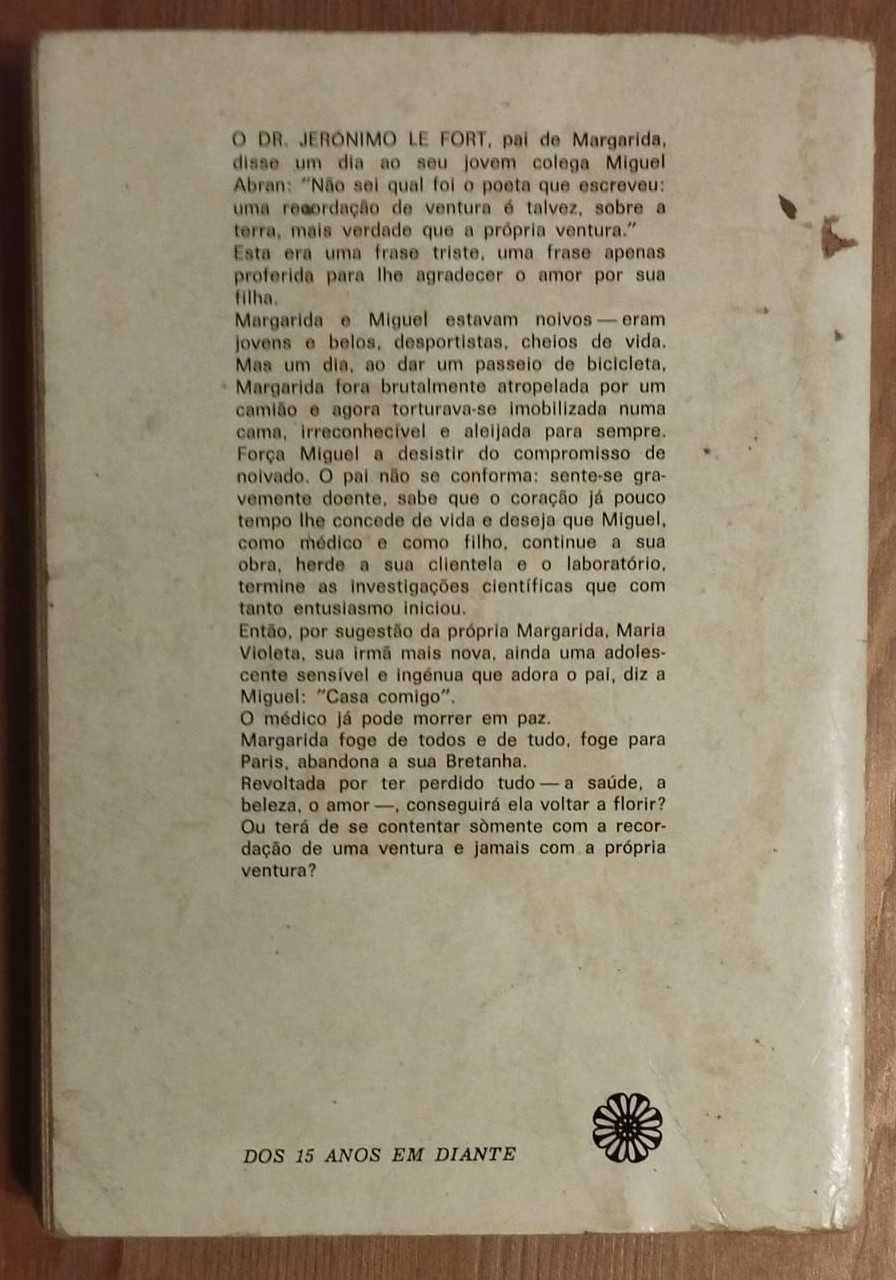 O DR. JERÓNIMO LE FORT, pai de Margarida,
disse um dia ao seu jovem colega Miguel
Abran: "Não sei qual foi o poeta que escreveu:
uma recordação de ventura é talvez, sobre a
terra, mais verdade que a própria ventura."
Esta era uma frase triste, uma frase apenas
proferida para lhe agradecer o amor por sua
filha.
Margarida e Miguel estavam noivos — eram
jovens e belos, desportistas, cheios de vida.
Mas um dia, ao dar um passeio de bicicleta,
Margarida fora brutalmente atropelada por um
camião e agora torturava-se imobilizada numa
cama, irreconhecível e aleijada para sempre.
Força Miguel a desistir do compromisso de
noivado. O pai não se conforma: sente-se gra-
vemente doente, sabe que o coração já pouco
tempo lhe concede de vida e deseja que Miguel,
como médico e como filho, continue a sua
obra, herde a sua clientela e o laboratório,
termine as investigações científicas que com
tanto entusiasmo iniciou.
Então, por sugestão da própria Margarida, Maria
Violeta, sua irmã mais nova, ainda uma adoles-
cente sensível e ingénua que adora o pai, diz a
Miguel: "Casa comigo".
O médico já pode morrer em paz.
Margarida foge de todos e de tudo, foge para
Paris, abandona a sua Bretanha.
Revoltada por ter perdido tudo — a saúde, a
beleza, o amor —, conseguirá ela voltar a florir?
Ou terá de se contentar sòmente com a recor-
dação de uma ventura e jamais com a própria
ventura?
DOS 15 ANOS EM DIANTE